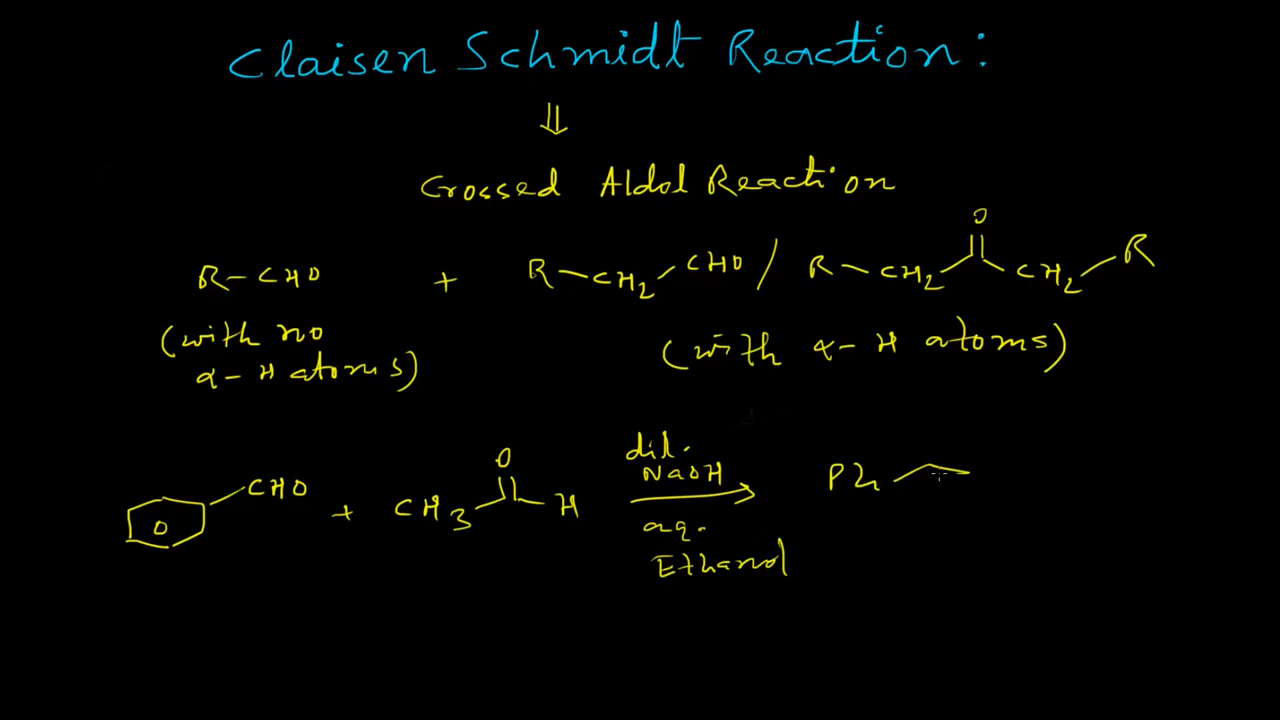 Claisen Schmidt Reaction:
⇓
Crossed Aldol Reaction
R-CHO + R-CH2-CHO / R-CH2-C(=O)-CH2-R
(with no
α-H atoms)
(with α-H atoms)
CHO + CH3-C(=O)-H
dil.
NaOH
aq.
Ethanol
Ph